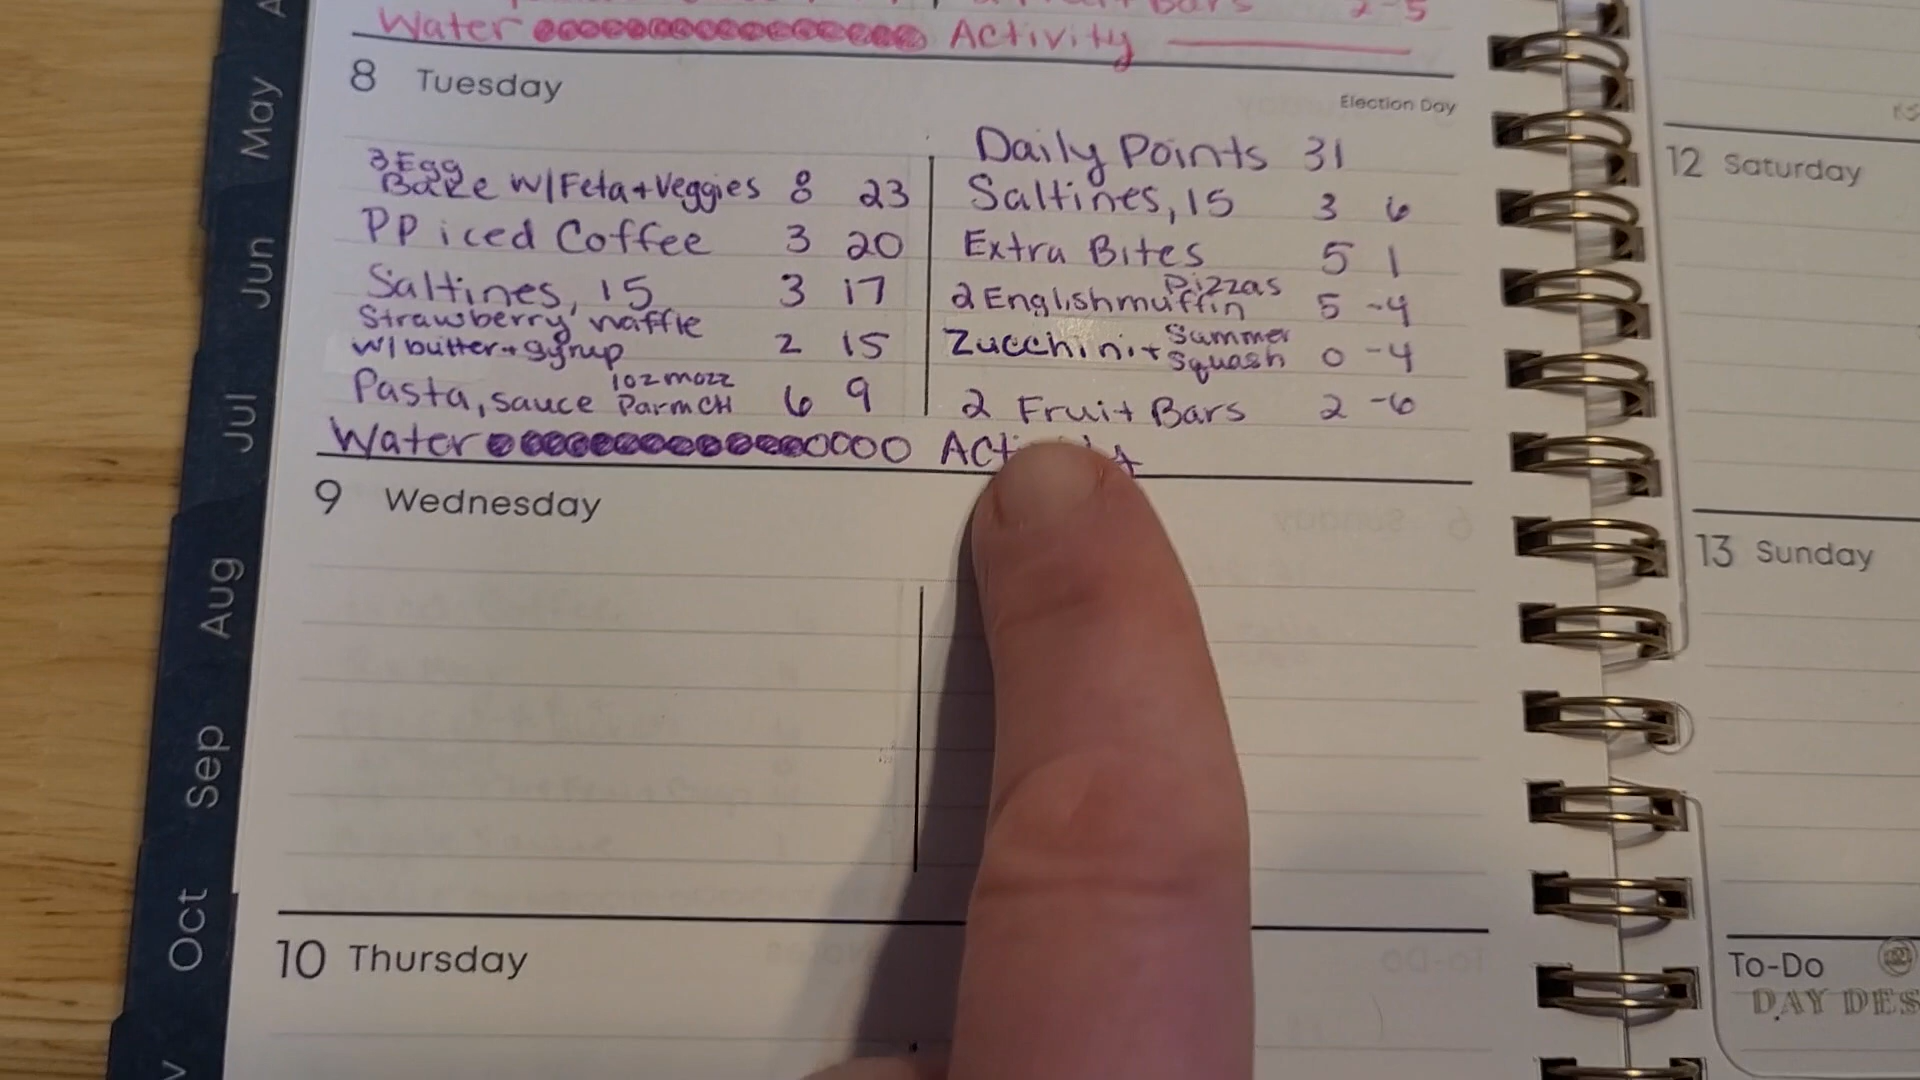 2-5
Water Activity
8 Tuesday
Election Day
Daily Points 31
3 Egg
Bake w/Feta+Veggies 8 23
PP iced Coffee 3 20
Saltines, 15 3 17
Strawberry waffle
w/butter+syrup 2 15
Pasta, sauce 1oz mozz
Parm CH 6 9
Saltines, 15 3 6
Extra Bites 5 1
2 English muffin Pizzas 5 -4
Zucchini + Summer
Squash 0 -4
2 Fruit Bars 2 -6
Water
9 Wednesday
10 Thursday
12 Saturday
13 Sunday
To-Do
DAY DES
May
Jun
Jul
Aug
Sep
Oct